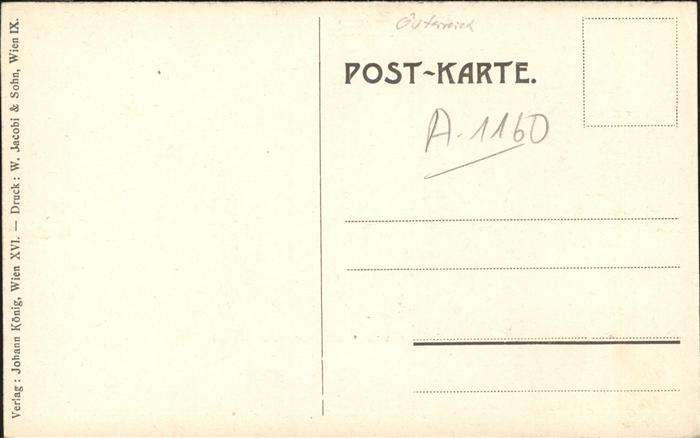 Österreich
POST-KARTE.
A-1160
Verlag: Johann König, Wien XVI. — Druck: W. Jacobi & Sohn, Wien IX.